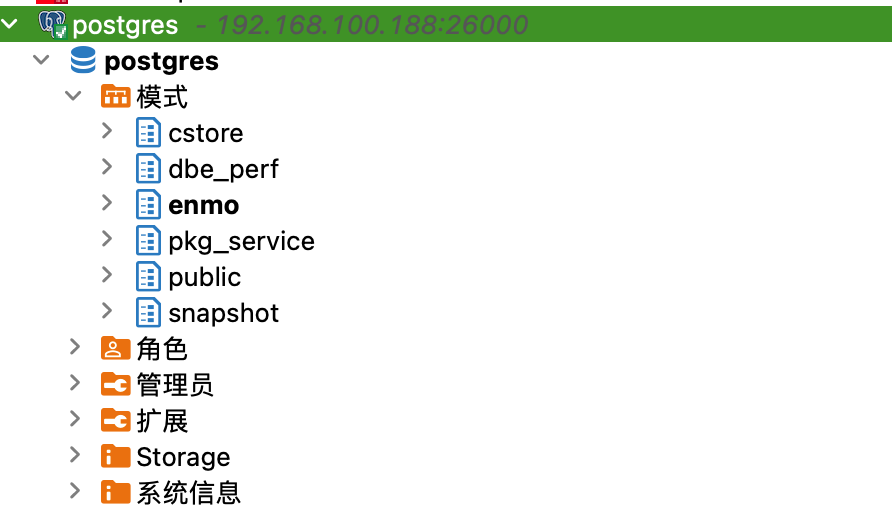 postgres - 192.168.100.188:26000
postgres
模式
cstore
dbe_perf
enmo
pkg_service
public
snapshot
角色
管理员
扩展
Storage
系统信息